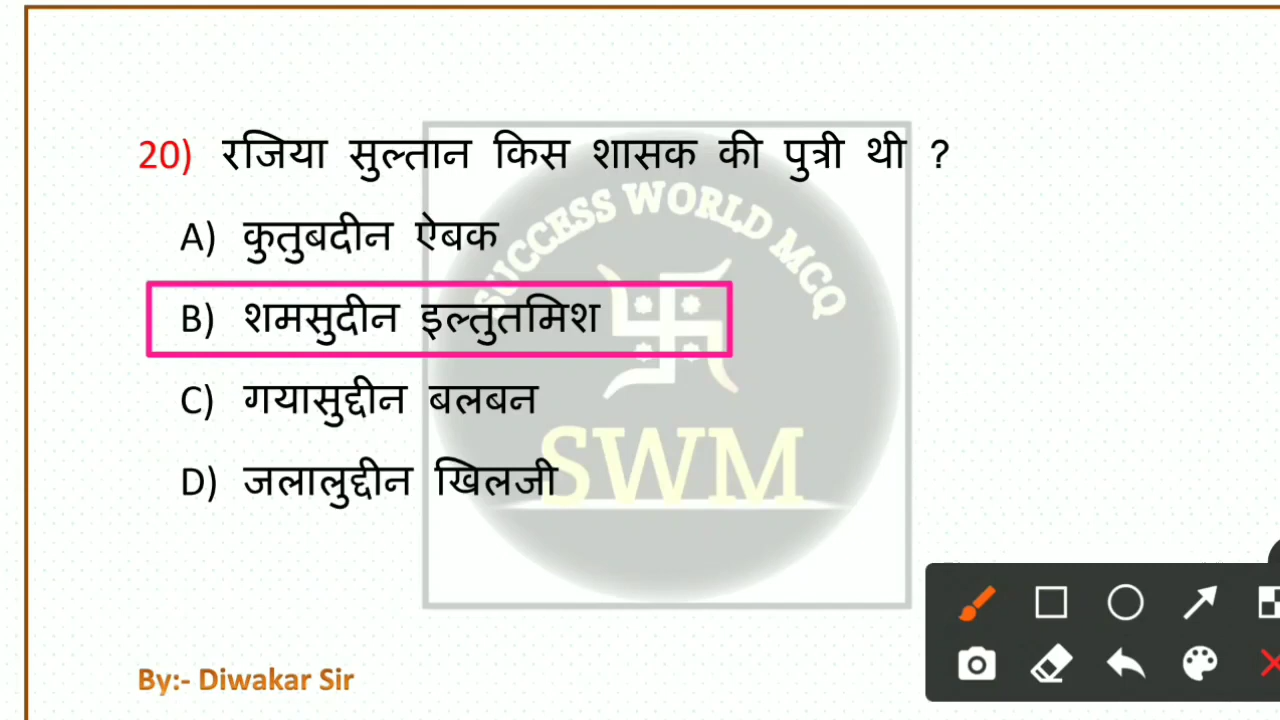 20) रजिया सुल्तान किस शासक की पुत्री थी ?
A) कुतुबदीन ऐबक
B) शमसुदीन इल्तुतमिश
C) गयासुद्दीन बलबन
D) जलालुद्दीन खिलजी
SUCCESS WORLD MCQ
SWM
By:- Diwakar Sir